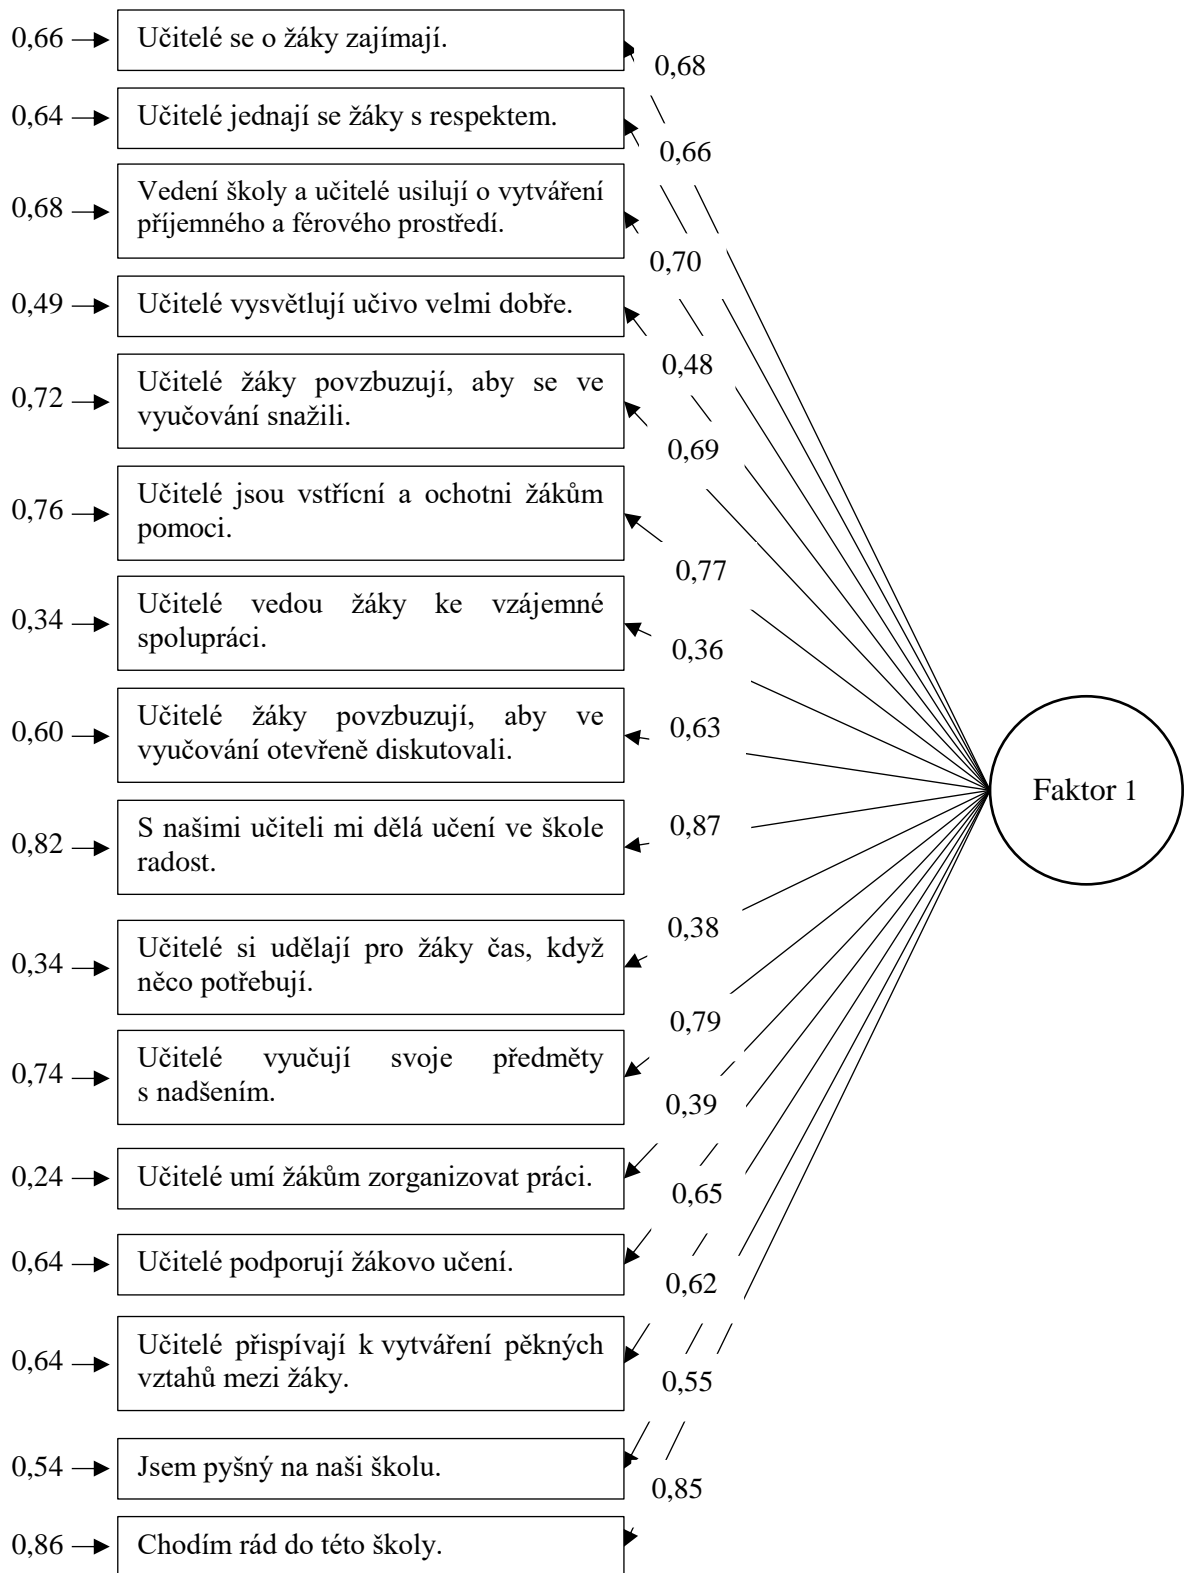 0,66
Učitelé se o žáky zajímají.
0,68
0,64
Učitelé jednají se žáky s respektem.
0,66
0,68
Vedení školy a učitelé usilují o vytváření
příjemného a férového prostředí.
0,70
0,49
Učitelé vysvětlují učivo velmi dobře.
0,48
0,72
Učitelé žáky povzbuzují, aby se ve
vyučování snažili.
0,69
0,76
Učitelé jsou vstřícní a ochotni žákům
pomoci.
0,77
0,34
Učitelé vedou žáky ke vzájemné
spolupráci.
0,36
0,60
Učitelé žáky povzbuzují, aby ve
vyučování otevřeně diskutovali.
0,63
Faktor 1
0,82
S našimi učiteli mi dělá učení ve škole
radost.
0,87
0,34
Učitelé si udělají pro žáky čas, když
něco potřebují.
0,38
0,74
Učitelé vyučují svoje předměty
s nadšením.
0,79
0,24
Učitelé umí žákům zorganizovat práci.
0,39
0,64
Učitelé podporují žákovo učení.
0,65
0,64
Učitelé přispívají k vytváření pěkných
vztahů mezi žáky.
0,62
0,54
Jsem pyšný na naši školu.
0,55
0,86
Chodím rád do této školy.
0,85